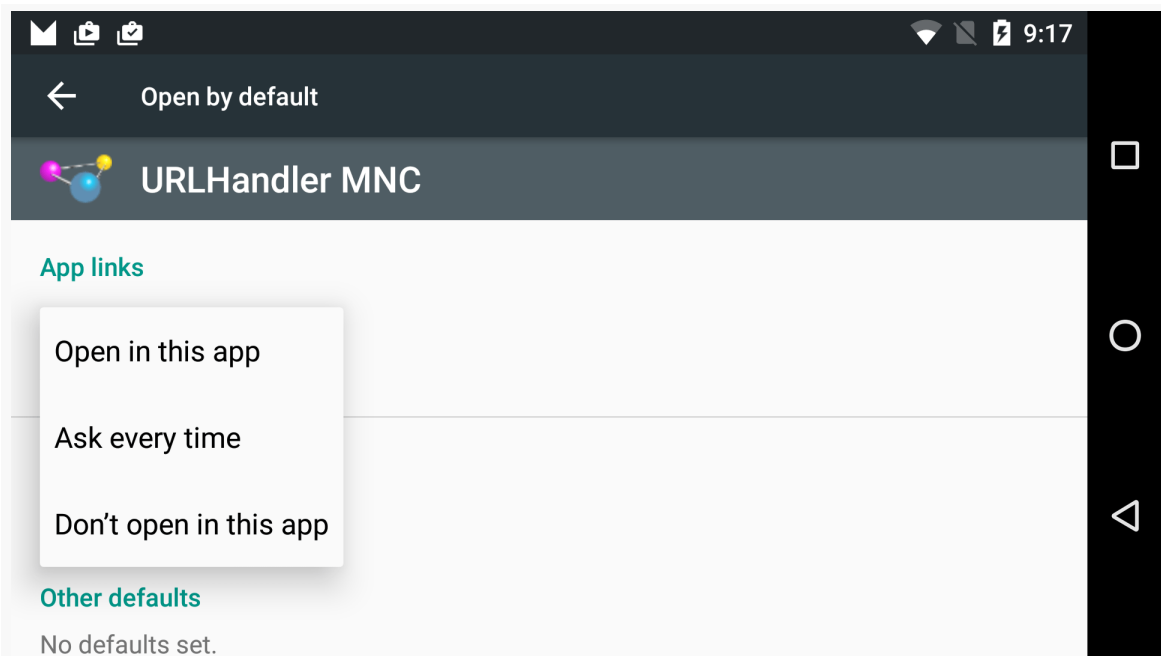 9:17
Open by default
URLHandler MNC
App links
Open in this app
Ask every time
Don’t open in this app
Other defaults
No defaults set.